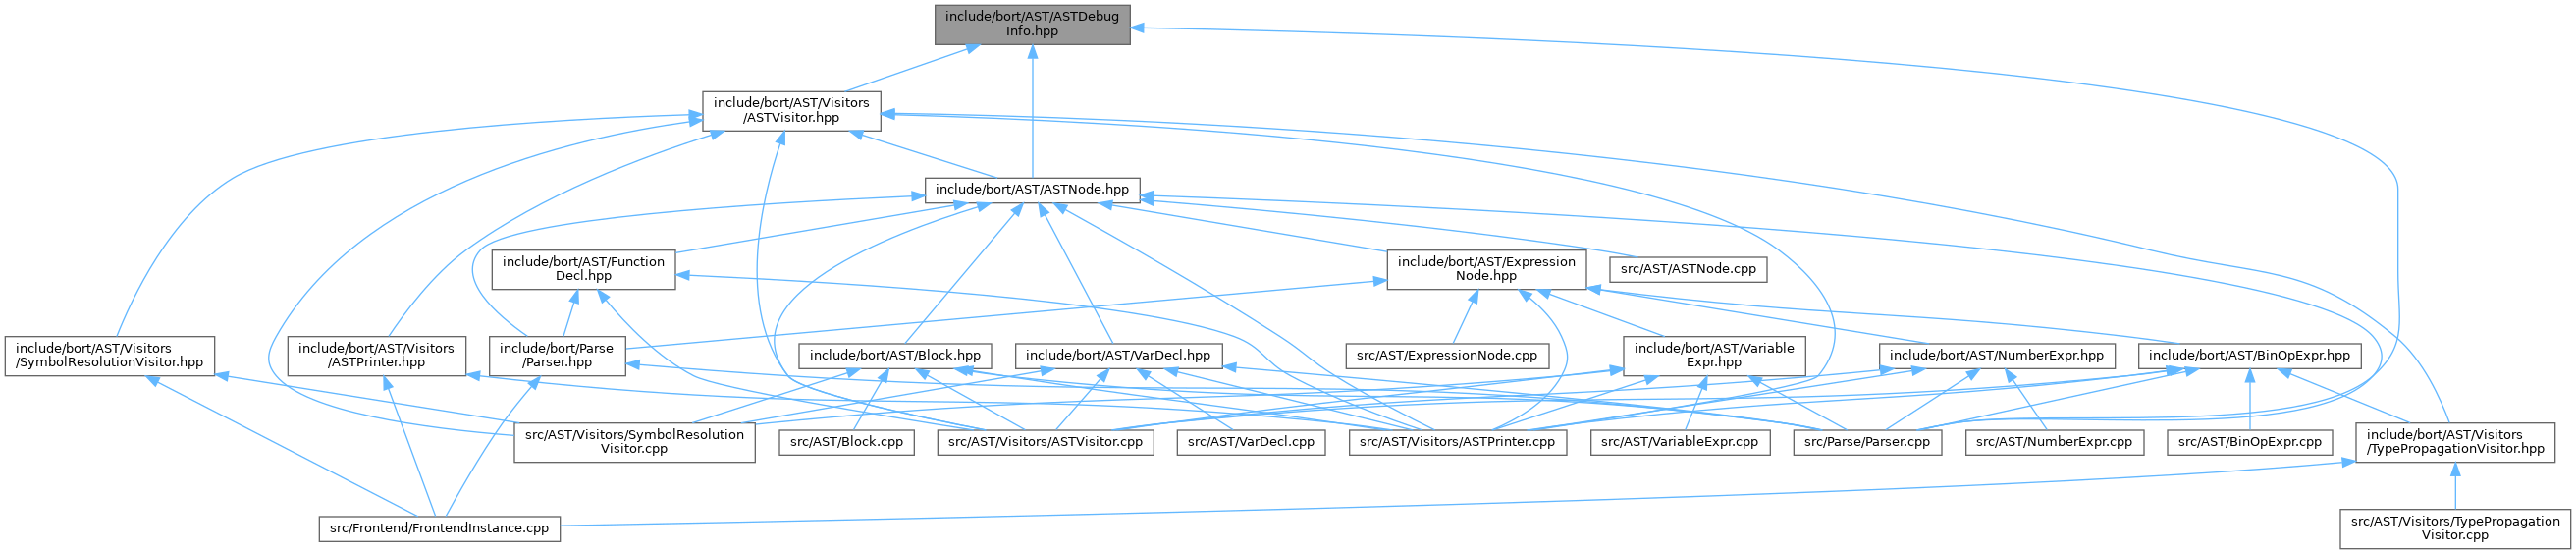 include/bort/AST/ASTDebug
Info.hpp
include/bort/AST/Visitors
/ASTVisitor.hpp
include/bort/AST/ASTNode.hpp
include/bort/AST/Function
Decl.hpp
include/bort/AST/Expression
Node.hpp
src/AST/ASTNode.cpp
include/bort/AST/Visitors
/SymbolResolutionVisitor.hpp
include/bort/AST/Visitors
/ASTPrinter.hpp
include/bort/Parse
/Parser.hpp
include/bort/AST/Block.hpp
include/bort/AST/VarDecl.hpp
src/AST/ExpressionNode.cpp
include/bort/AST/Variable
Expr.hpp
include/bort/AST/NumberExpr.hpp
include/bort/AST/BinOpExpr.hpp
src/AST/Visitors/SymbolResolution
Visitor.cpp
src/AST/Block.cpp
src/AST/Visitors/ASTVisitor.cpp
src/AST/VarDecl.cpp
src/AST/Visitors/ASTPrinter.cpp
src/AST/VariableExpr.cpp
src/Parse/Parser.cpp
src/AST/NumberExpr.cpp
src/AST/BinOpExpr.cpp
include/bort/AST/Visitors
/TypePropagationVisitor.hpp
src/Frontend/FrontendInstance.cpp
src/AST/Visitors/TypePropagation
Visitor.cpp